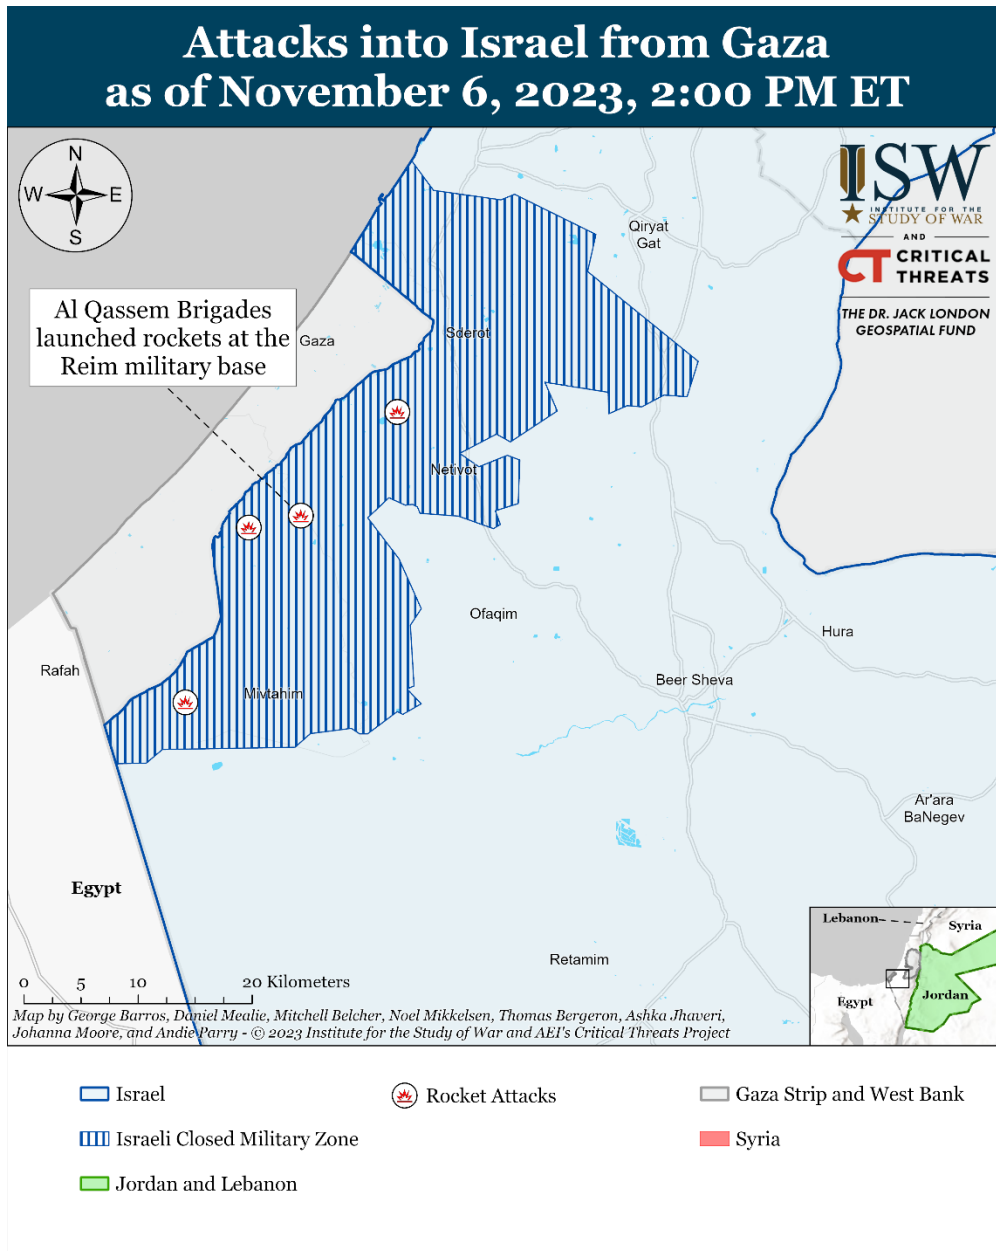 Attacks into Israel from Gaza
as of November 6, 2023, 2:00 PM ET
N
W
E
S
ISW
INSTITUTE FOR THE
STUDY OF WAR
AND
CT CRITICAL
THREATS
THE DR. JACK LONDON
GEOSPATIAL FUND
Qiryat
Gat
Al Qassem Brigades
launched rockets at the
Reim military base
Gaza
Sderot
Netivot
Ofaqim
Hura
Rafah
Beer Sheva
Mivtahim
Ar'ara
BaNegev
Egypt
Retamim
Lebanon
Syria
Egypt
Jordan
0 5 10 20 Kilometers
Map by George Barros, Daniel Mealie, Mitchell Belcher, Noel Mikkelsen, Thomas Bergeron, Ashka Jhaveri,
Johanna Moore, and Andie Parry - © 2023 Institute for the Study of War and AEI's Critical Threats Project
Israel
Rocket Attacks
Gaza Strip and West Bank
Israeli Closed Military Zone
Syria
Jordan and Lebanon